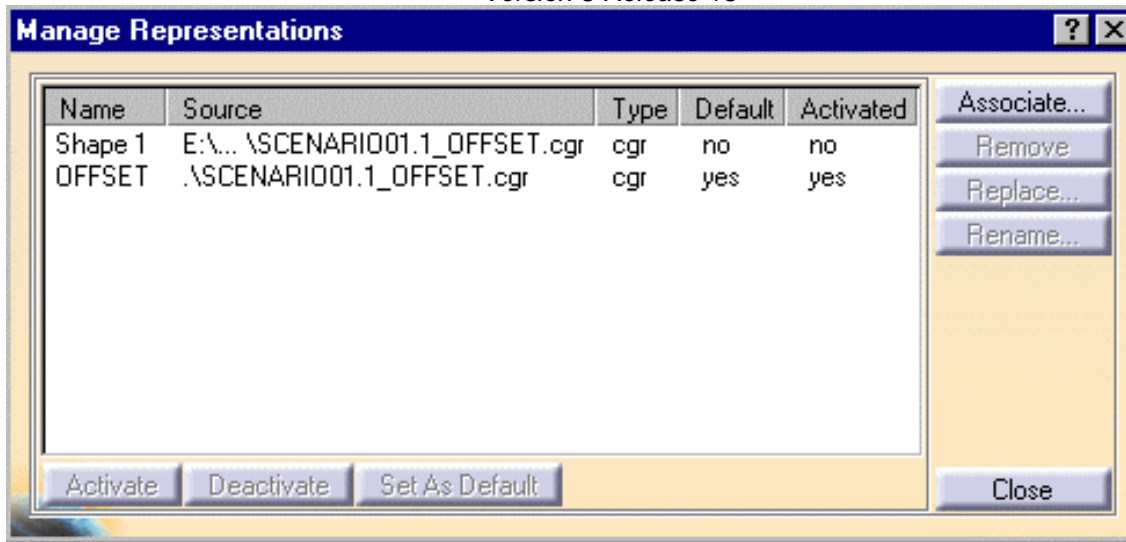 Manage Representations
Name Source Type Default Activated
Shape 1 E:\... \SCENARIO01.1_OFFSET.cgr cgr no no
OFFSET .\SCENARIO01.1_OFFSET.cgr cgr yes yes
Associate...
Remove
Replace...
Rename...
Activate Deactivate Set As Default
Close